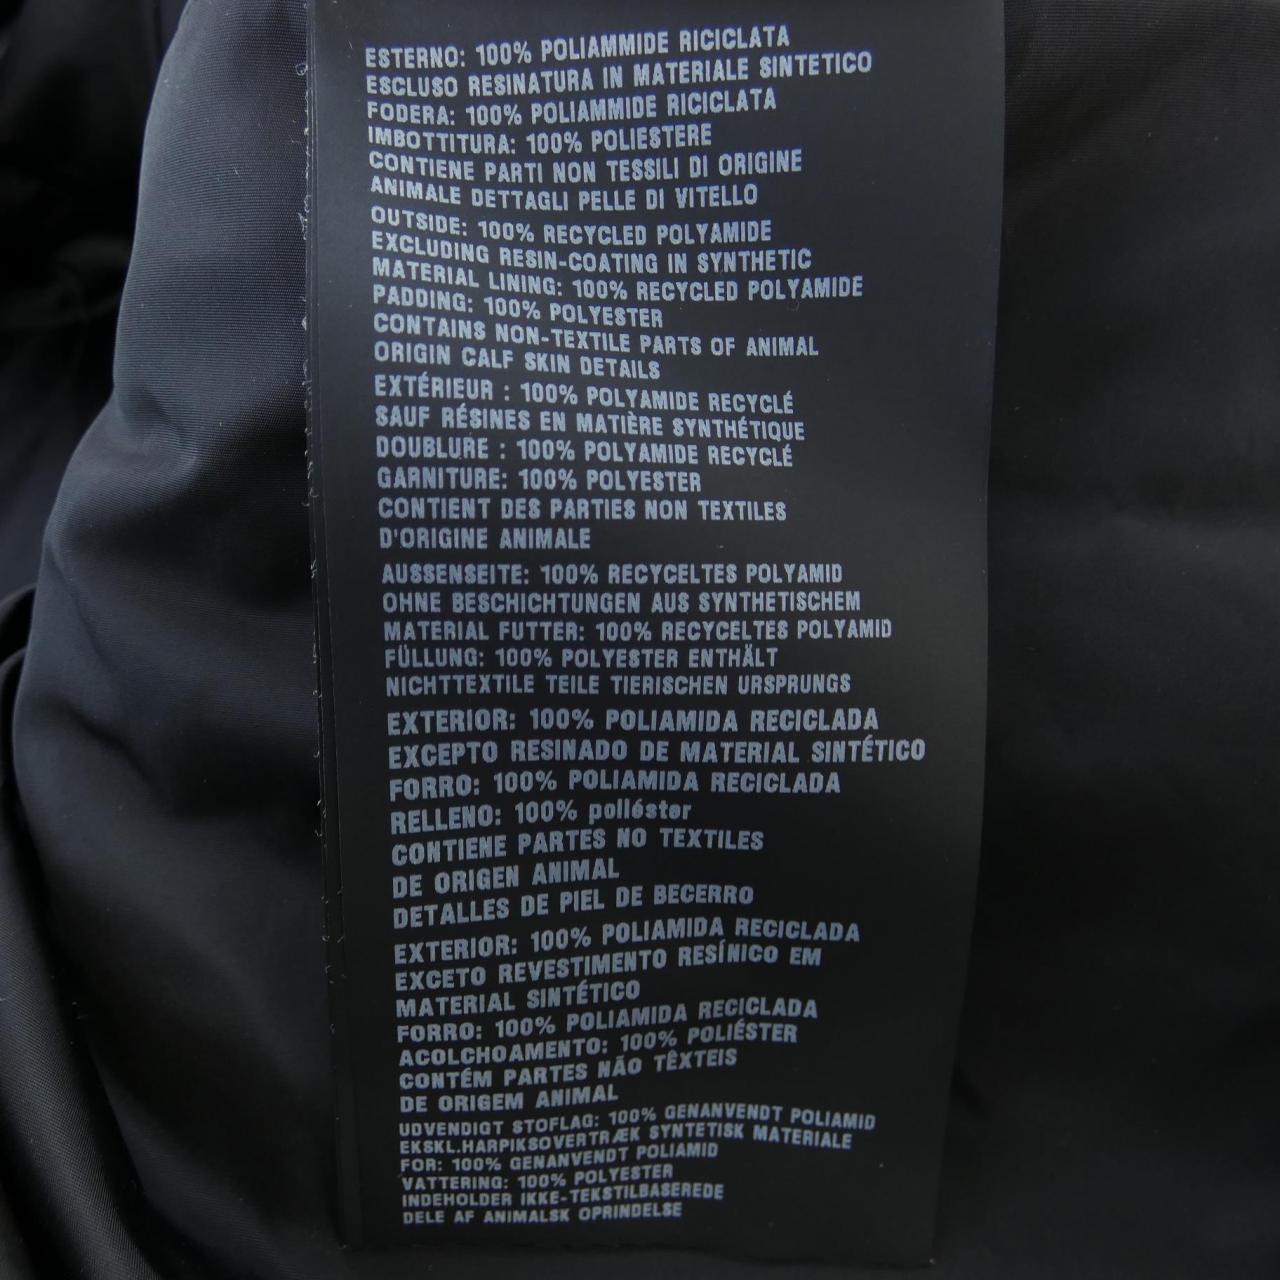 ESTERNO: 100% POLIAMMIDE RICICLATA
ESCLUSO RESINATURA IN MATERIALE SINTETICO
FODERA: 100% POLIAMMIDE RICICLATA
IMBOTTITURA: 100% POLIESTERE
CONTIENE PARTI NON TESSILI DI ORIGINE
ANIMALE DETTAGLI PELLE DI VITELLO
OUTSIDE: 100% RECYCLED POLYAMIDE
EXCLUDING RESIN-COATING IN SYNTHETIC
MATERIAL LINING: 100% RECYCLED POLYAMIDE
PADDING: 100% POLYESTER
CONTAINS NON-TEXTILE PARTS OF ANIMAL
ORIGIN CALF SKIN DETAILS
EXTÉRIEUR : 100% POLYAMIDE RECYCLÉ
SAUF RÉSINES EN MATIÈRE SYNTHÉTIQUE
DOUBLURE : 100% POLYAMIDE RECYCLÉ
GARNITURE: 100% POLYESTER
CONTIENT DES PARTIES NON TEXTILES
D'ORIGINE ANIMALE
AUSSENSEITE: 100% RECYCELTES POLYAMID
OHNE BESCHICHTUNGEN AUS SYNTHETISCHEM
MATERIAL FUTTER: 100% RECYCELTES POLYAMID
FÜLLUNG: 100% POLYESTER ENTHÄLT
NICHTTEXTILE TEILE TIERISCHEN URSPRUNGS
EXTERIOR: 100% POLIAMIDA RECICLADA
EXCEPTO RESINADO DE MATERIAL SINTÉTICO
FORRO: 100% POLIAMIDA RECICLADA
RELLENO: 100% poliéster
CONTIENE PARTES NO TEXTILES
DE ORIGEN ANIMAL
DETALLES DE PIEL DE BECERRO
EXTERIOR: 100% POLIAMIDA RECICLADA
EXCETO REVESTIMENTO RESÍNICO EM
MATERIAL SINTÉTICO
FORRO: 100% POLIAMIDA RECICLADA
ACOLCHOAMENTO: 100% POLIÉSTER
CONTÉM PARTES NÃO TÊXTEIS
DE ORIGEM ANIMAL
UDVENDIGT STOFLAG: 100% GENANVENDT POLIAMID
EKSKL.HARPIKSOVERTRÆK SYNTETISK MATERIALE
FOR: 100% GENANVENDT POLIAMID
VATTERING: 100% POLYESTER
INDEHOLDER IKKE-TEKSTILBASEREDE
DELE AF ANIMALSK OPRINDELSE